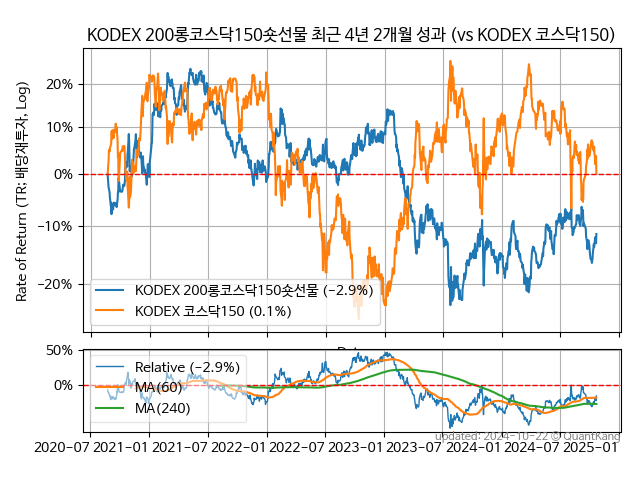 KODEX 200롱코스닥150숏선물 최근 4년 2개월 성과 (vs KODEX 코스닥150)
Rate of Return (TR: 배당재투자, Log)
20%
10%
0%
-10%
-20%
KODEX 200롱코스닥150숏선물 (-2.9%)
KODEX 코스닥150 (0.1%)
50%
0%
Relative (-2.9%)
MA(60)
MA(240)
updated: 2024-10-22 © QuantKang
2020-07 2021-01 2021-07 2022-01 2022-07 2023-01 2023-07 2024-01 2024-07 2025-01